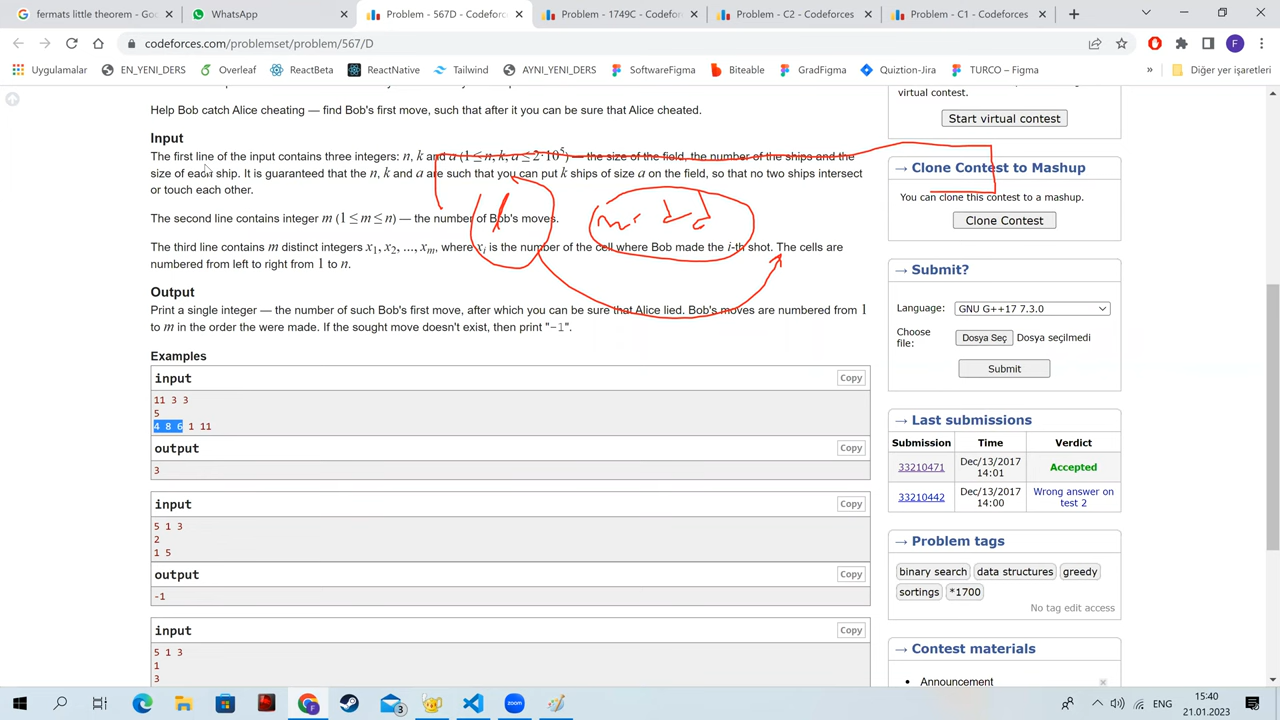 fermats little theorem - Goo
WhatsApp
Problem - 567D - Codeforces
Problem - 1749C - Codeforces
Problem - C2 - Codeforces
Problem - C1 - Codeforces
codeforces.com/problemset/problem/567/D
Uygulamalar EN_YENI_DERS Overleaf ReactBeta ReactNative Tailwind AYNI_YENI_DERS SoftwareFigma Biteable GradFigma Quiztion-Jira TURCO – Figma » Diğer yer işaretleri
Help Bob catch Alice cheating — find Bob's first move, such that after it you can be sure that Alice cheated.
Input
The first line of the input contains three integers: n, k and a (1 ≤ n, k, a ≤ 2·10⁵) — the size of the field, the number of the ships and the
size of each ship. It is guaranteed that the n, k and a are such that you can put k ships of size a on the field, so that no two ships intersect
or touch each other.
The second line contains integer m (1 ≤ m ≤ n) — the number of Bob's moves.
The third line contains m distinct integers x₁, x₂, ..., xₘ, where xᵢ is the number of the cell where Bob made the i-th shot. The cells are
numbered from left to right from 1 to n.
Output
Print a single integer — the number of such Bob's first move, after which you can be sure that Alice lied. Bob's moves are numbered from 1
to m in the order the were made. If the sought move doesn't exist, then print "-1".
Examples
input
Copy
11 3 3
5
4 8 6 1 11
output
Copy
3
input
Copy
5 1 3
2
1 5
output
Copy
-1
input
Copy
5 1 3
1
3
virtual contest.
Start virtual contest
→ Clone Contest to Mashup
You can clone this contest to a mashup.
Clone Contest
→ Submit?
Language: GNU G++17 7.3.0
Choose file: Dosya Seç Dosya seçilmedi
Submit
→ Last submissions
Submission Time Verdict
33210471 Dec/13/2017 14:01 Accepted
33210442 Dec/13/2017 14:00 Wrong answer on test 2
→ Problem tags
binary search data structures greedy
sortings *1700
No tag edit access
→ Contest materials
Announcement
3
zoom
ENG
15:40
21.01.2023